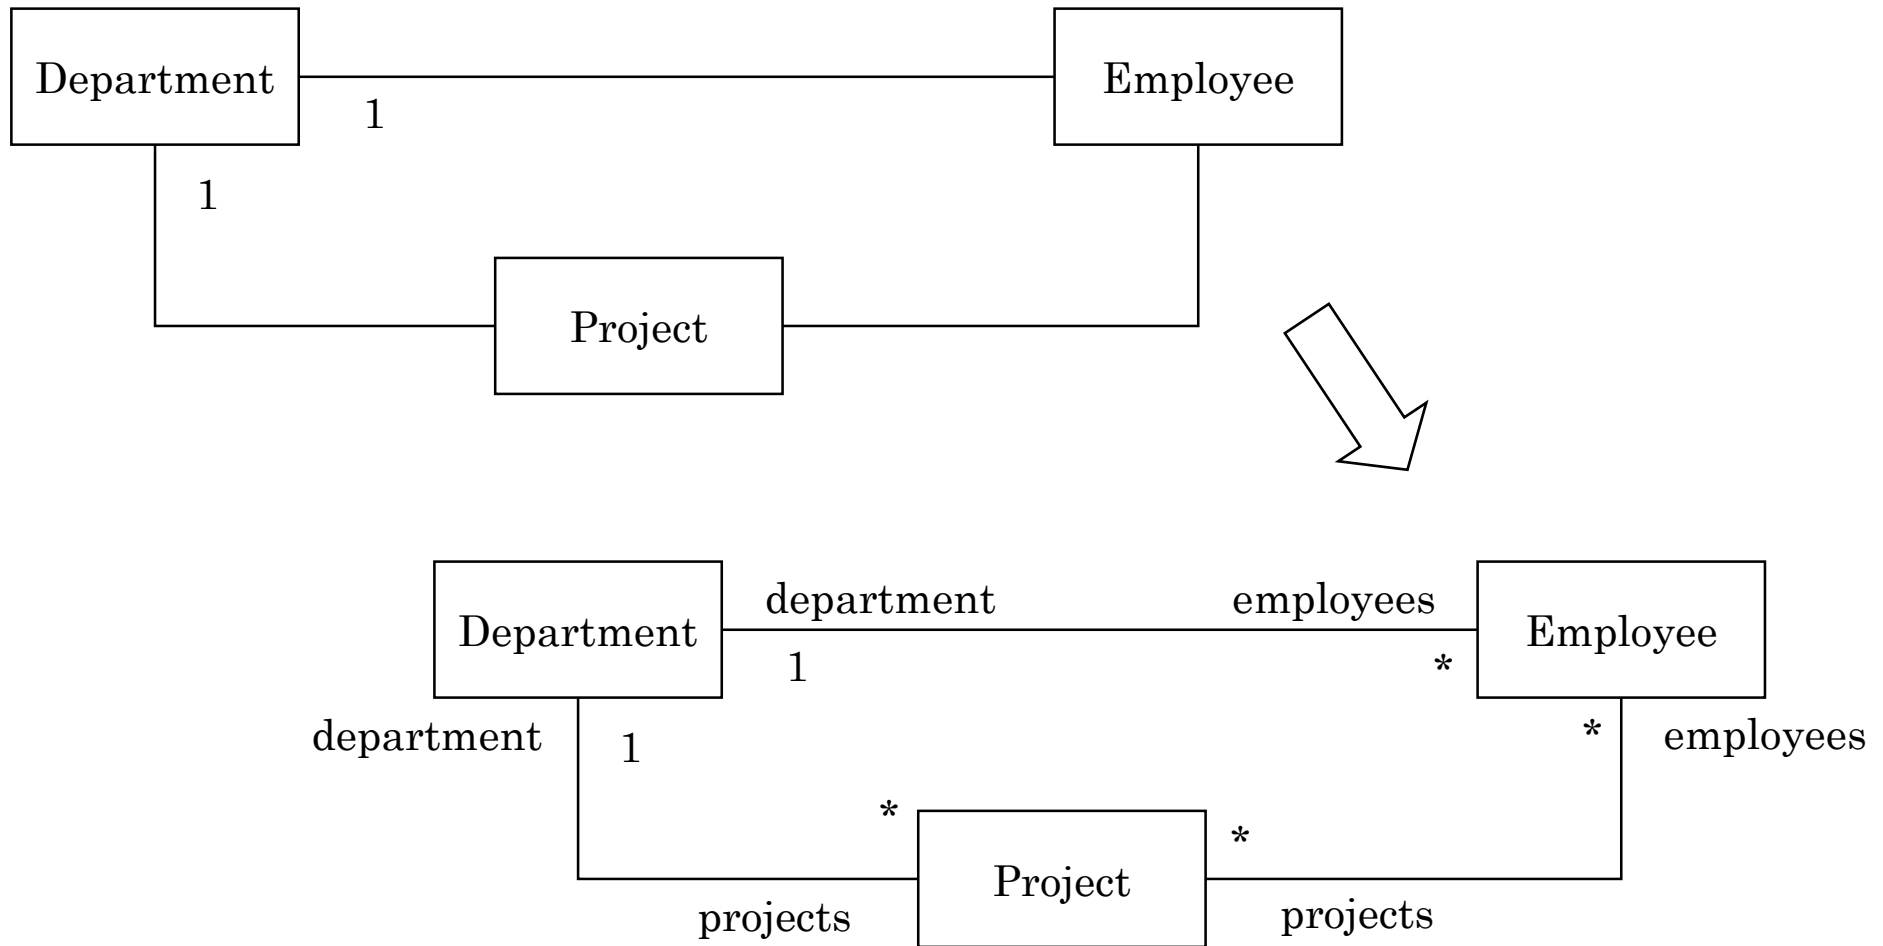 Department
Employee
1
1
Project
department
employees
Department
Employee
1
*
department
1
*
employees
*
*
Project
projects
projects